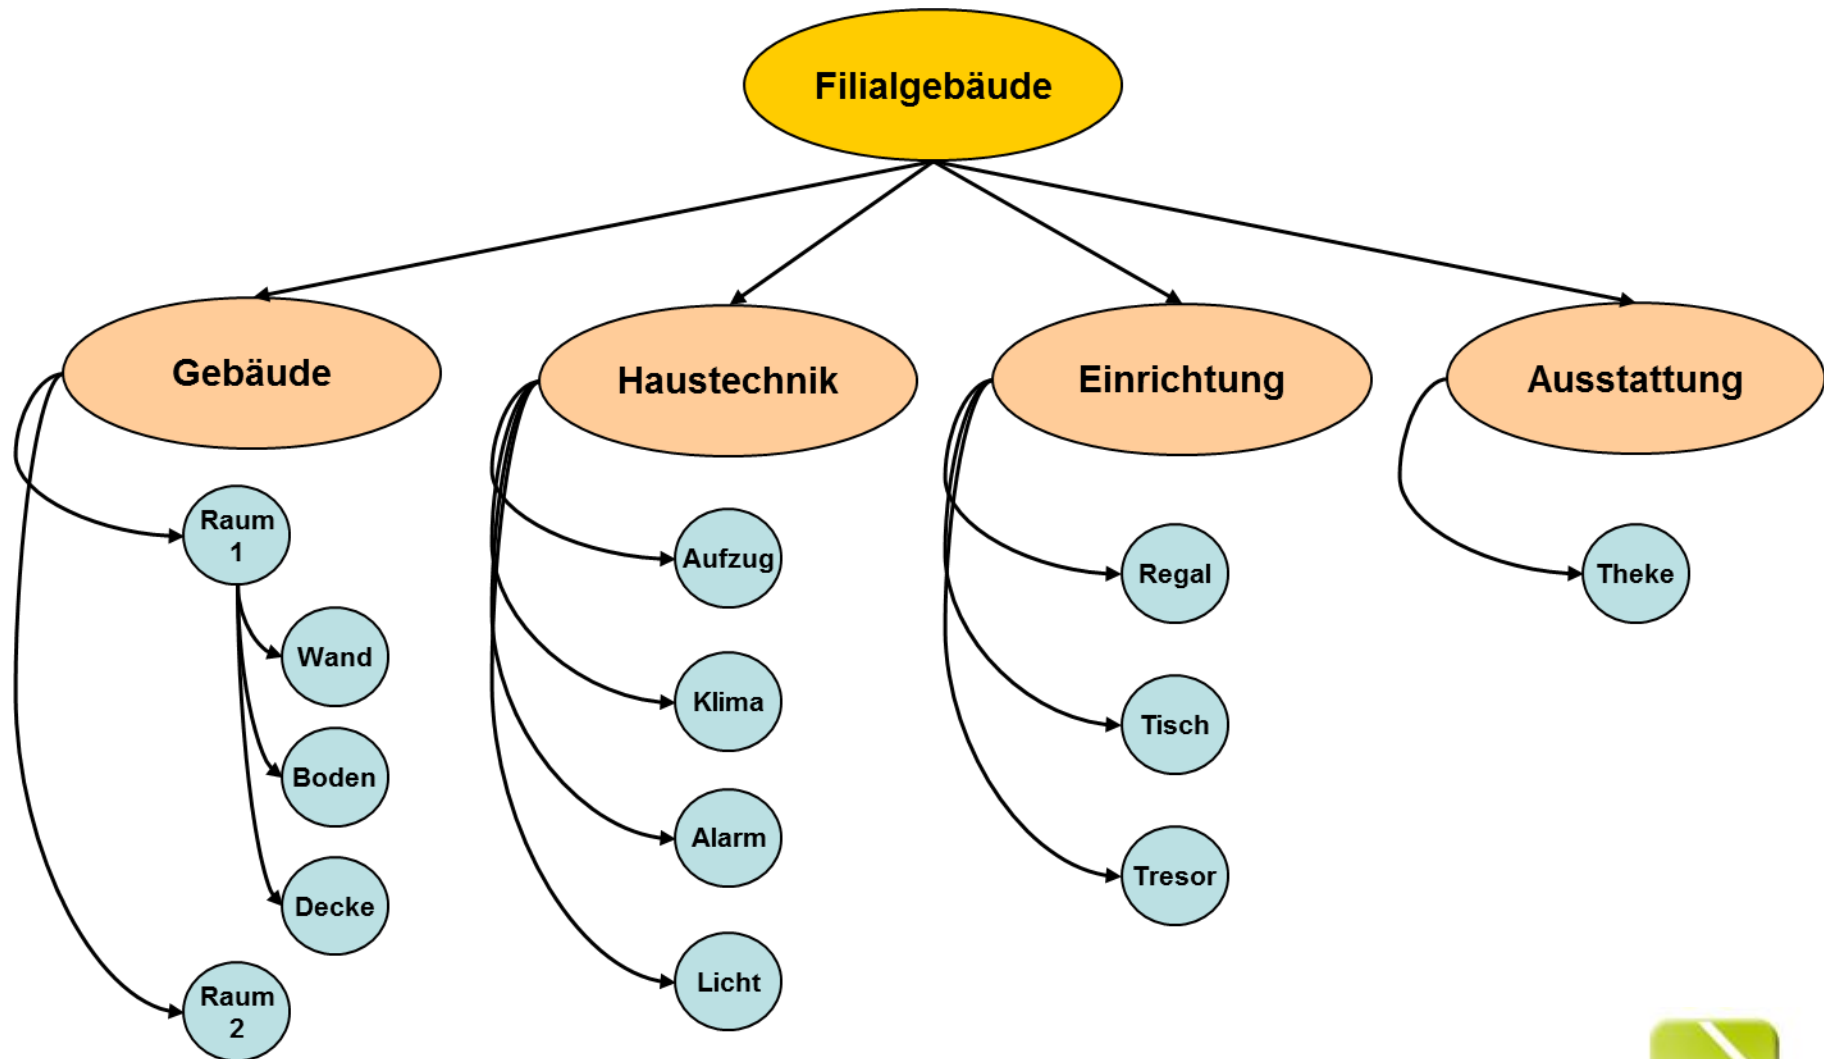 Filialgebäude
Gebäude
Haustechnik
Einrichtung
Ausstattung
Raum
1
Wand
Boden
Decke
Raum
2
Aufzug
Klima
Alarm
Licht
Regal
Tisch
Tresor
Theke